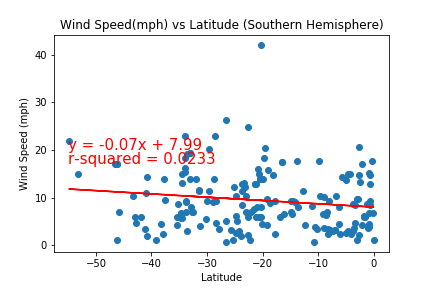 Wind Speed(mph) vs Latitude (Southern Hemisphere)
40
30
20
10
0
Wind Speed (mph)
y = -0.07x + 7.99
r-squared = 0.0233
−50
−40
−30
−20
−10
0
Latitude